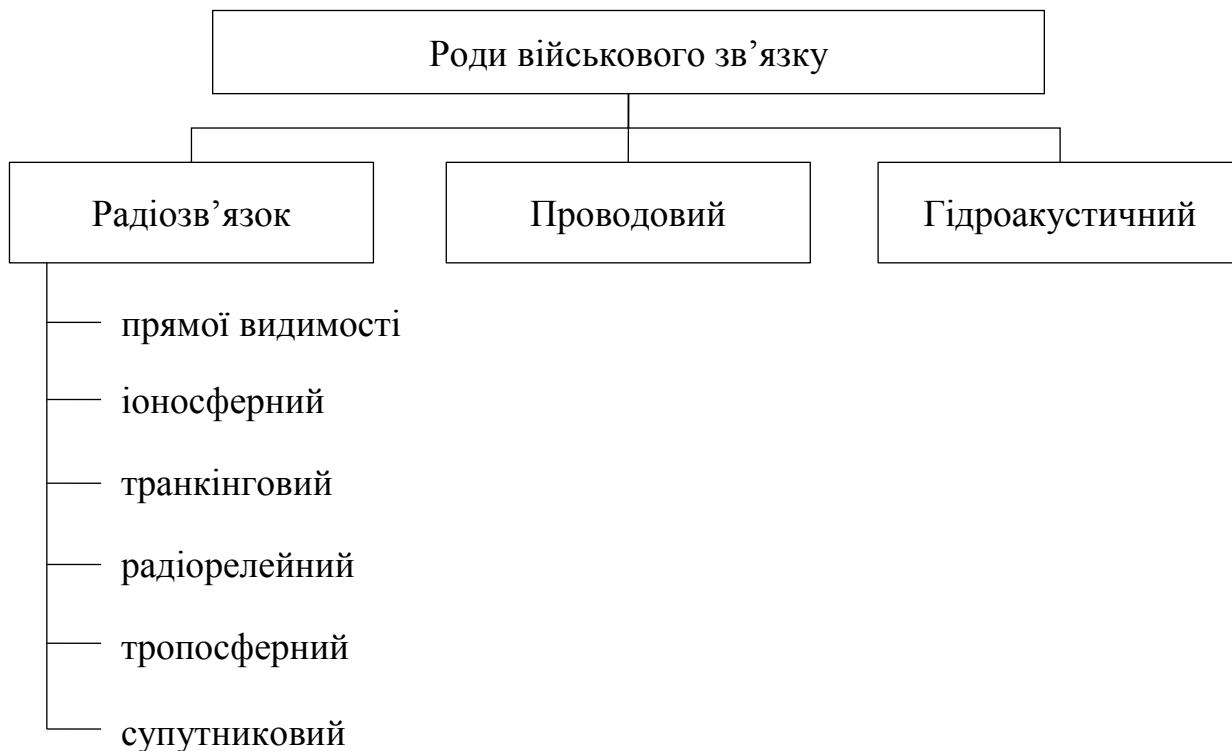 Роди військового зв’язку
Радіозв’язок
Проводовий
Гідроакустичний
прямої видимості
іоносферний
транкінговий
радіорелейний
тропосферний
супутниковий